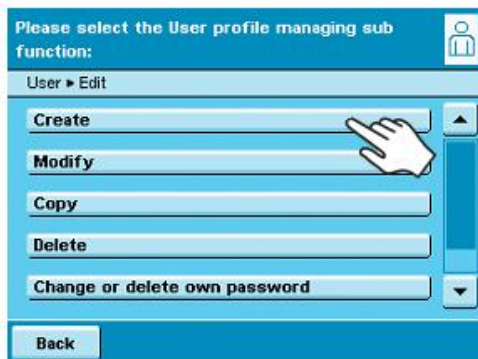 Please select the User profile managing sub
function:
User ▸ Edit
Create
Modify
Copy
Delete
Change or delete own password
Back